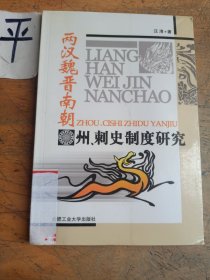 平
汪清·著
两汉魏晋南朝
LIANG
HAN
WEI JIN
NANCHAO
ZHOU、CISHI ZHIDU YANJIU
州、刺史制度研究
合肥工业大学出版社